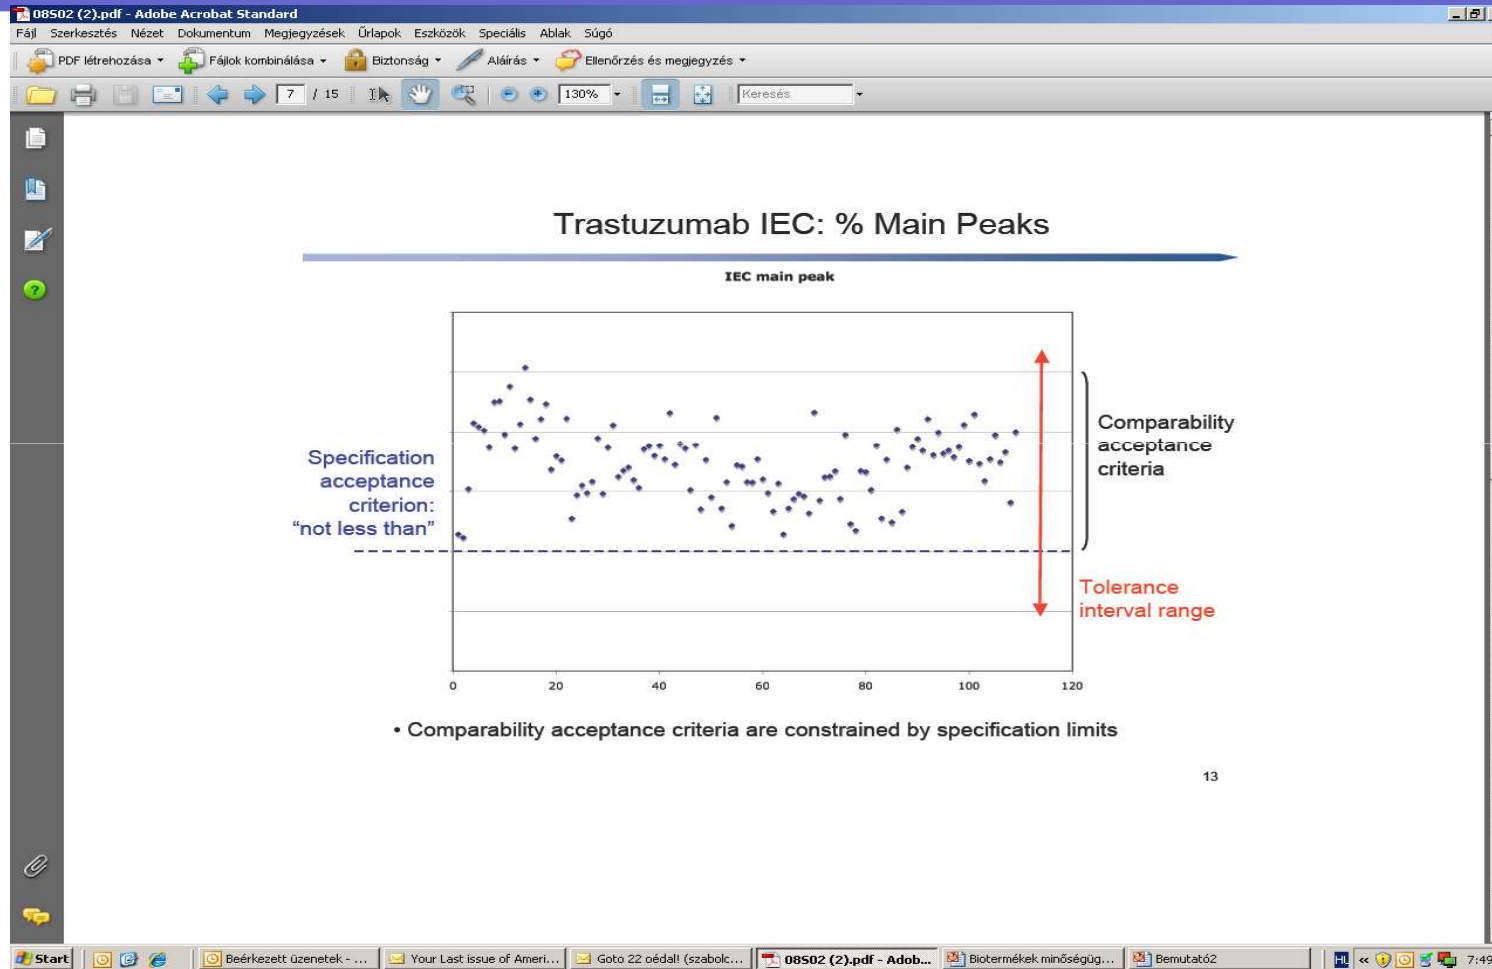 08S02 (2).pdf - Adobe Acrobat Standard
Fájl Szerkesztés Nézet Dokumentum Megjegyzések Űrlapok Eszközök Speciális Ablak Súgó
PDF létrehozása Fájlok kombinálása Biztonság Aláírás Ellenőrzés és megjegyzés
7 / 15 130% Keresés
Trastuzumab IEC: % Main Peaks
IEC main peak
Specification
acceptance
criterion:
“not less than”
Comparability
acceptance
criteria
Tolerance
interval range
0 20 40 60 80 100 120
• Comparability acceptance criteria are constrained by specification limits
13
Start Beérkezett üzenetek - ... Your Last issue of Ameri... Goto 22 oédal! (szabolc... 08S02 (2).pdf - Adob... Biotermékek minőségüg... Bemutató2 HU « 7:49